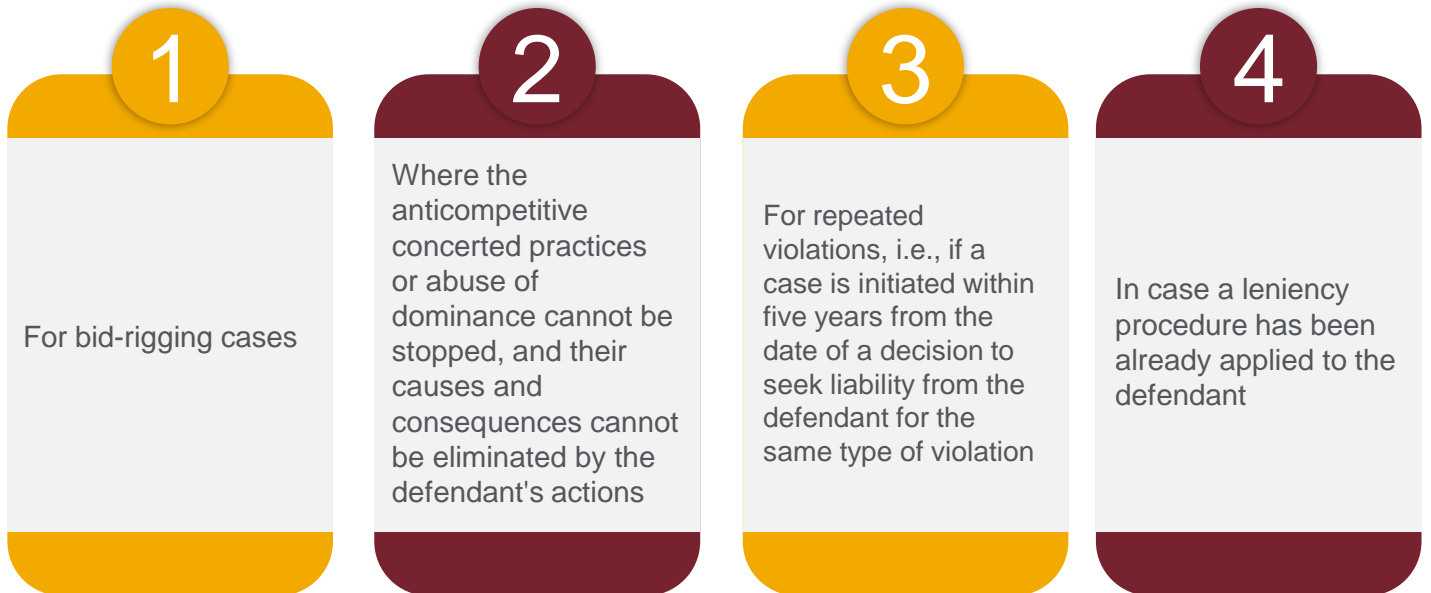 1
For bid-rigging cases
2
Where the
anticompetitive
concerted practices
or abuse of
dominance cannot be
stopped, and their
causes and
consequences cannot
be eliminated by the
defendant's actions
3
For repeated
violations, i.e., if a
case is initiated within
five years from the
date of a decision to
seek liability from the
defendant for the
same type of violation
4
In case a leniency
procedure has been
already applied to the
defendant